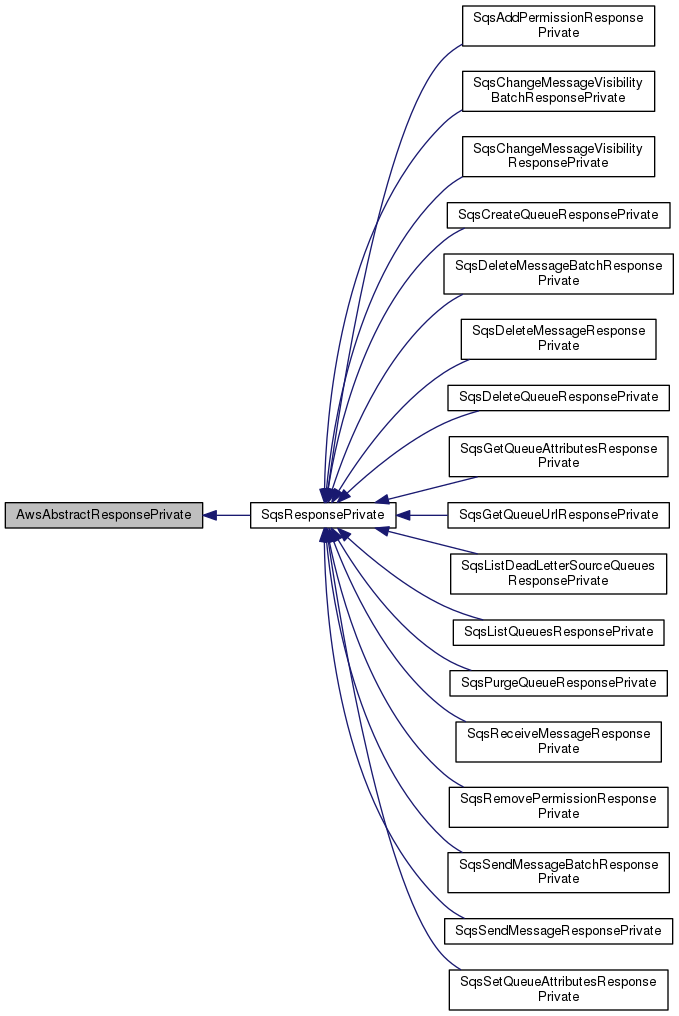 SqsAddPermissionResponse
Private
SqsChangeMessageVisibility
BatchResponsePrivate
SqsChangeMessageVisibility
ResponsePrivate
SqsCreateQueueResponsePrivate
SqsDeleteMessageBatchResponse
Private
SqsDeleteMessageResponse
Private
SqsDeleteQueueResponsePrivate
SqsGetQueueAttributesResponse
Private
AwsAbstractResponsePrivate
SqsResponsePrivate
SqsGetQueueUrlResponsePrivate
SqsListDeadLetterSourceQueues
ResponsePrivate
SqsListQueuesResponsePrivate
SqsPurgeQueueResponsePrivate
SqsReceiveMessageResponse
Private
SqsRemovePermissionResponse
Private
SqsSendMessageBatchResponse
Private
SqsSendMessageResponsePrivate
SqsSetQueueAttributesResponse
Private